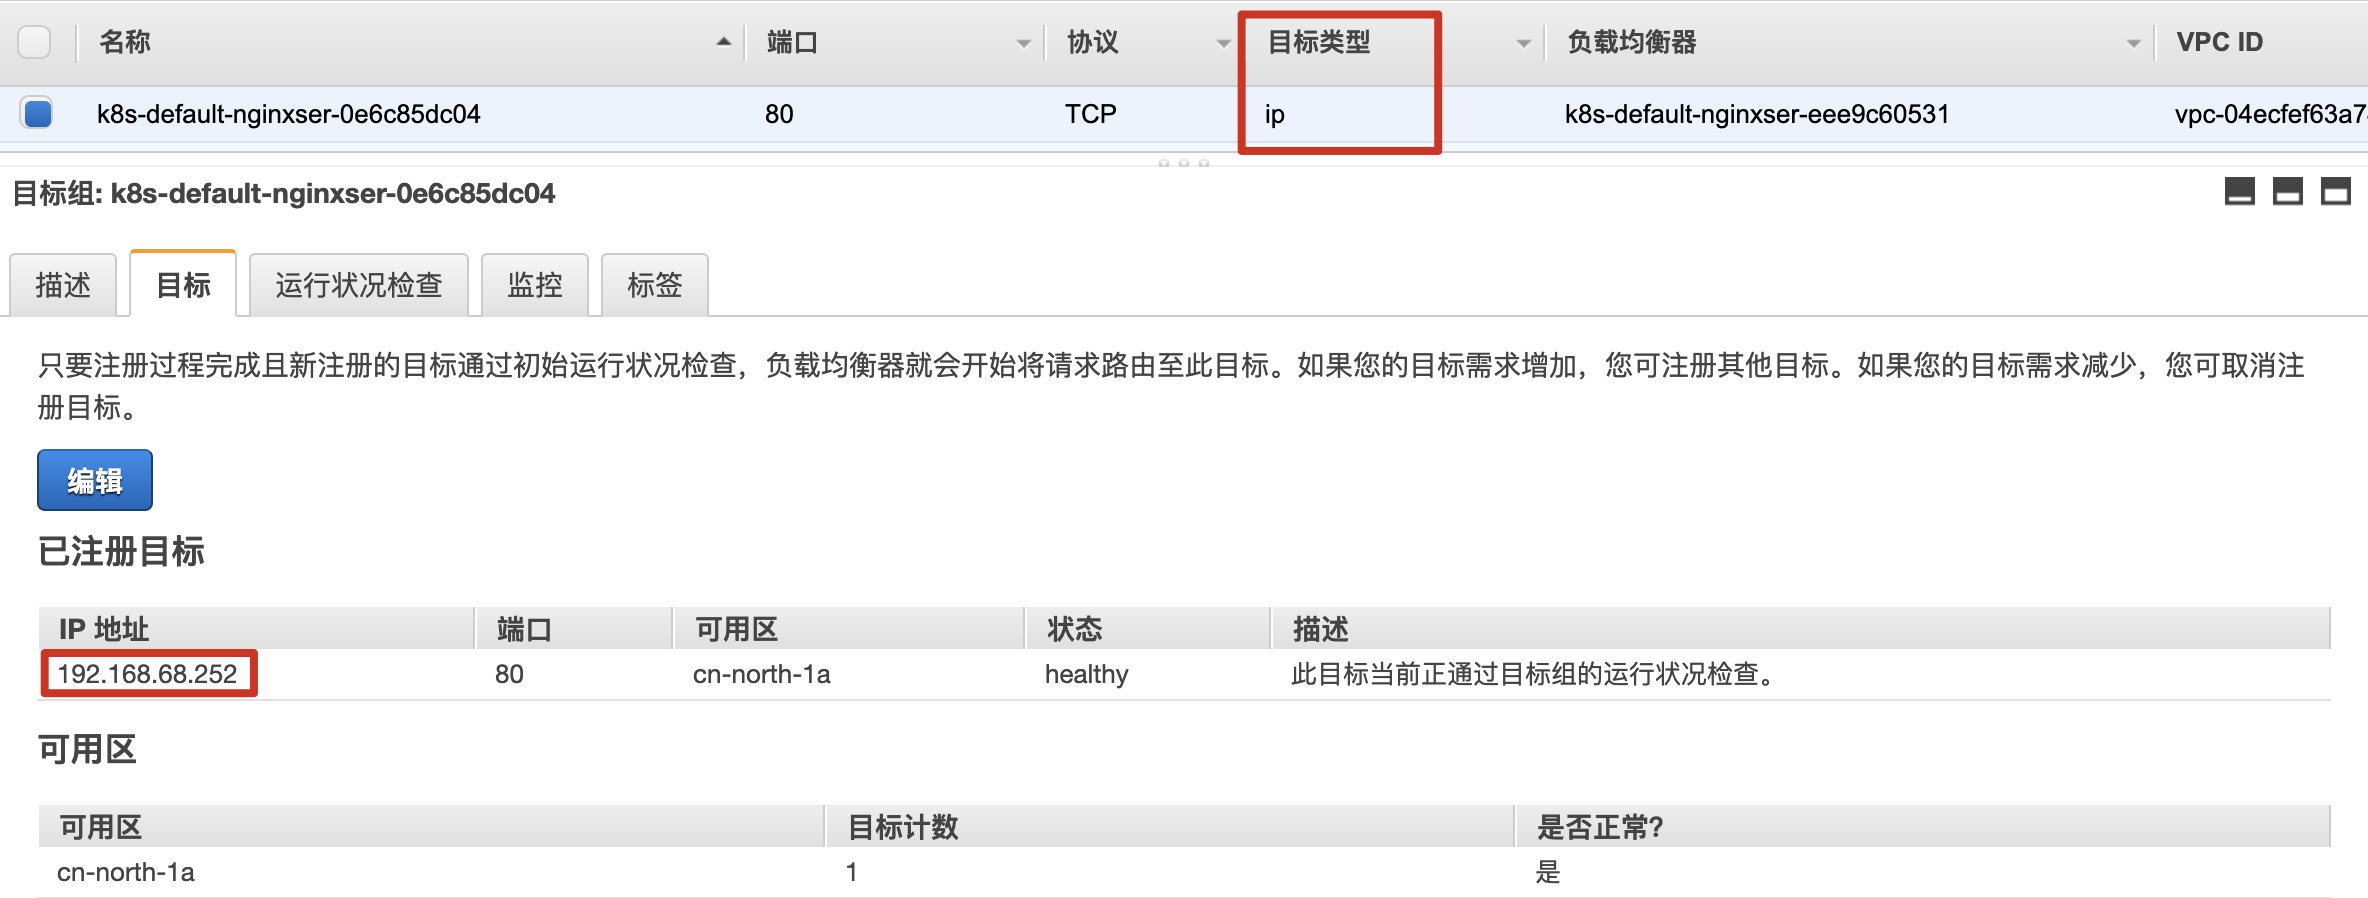 名称 端口 协议 目标类型 负载均衡器 VPC ID
k8s-default-nginxser-0e6c85dc04 80 TCP ip k8s-default-nginxser-eee9c60531 vpc-04ecfef63a7
目标组: k8s-default-nginxser-0e6c85dc04
描述 目标 运行状况检查 监控 标签
只要注册过程完成且新注册的目标通过初始运行状况检查，负载均衡器就会开始将请求路由至此目标。如果您的目标需求增加，您可注册其他目标。如果您的目标需求减少，您可取消注
册目标。
编辑
已注册目标
IP 地址 端口 可用区 状态 描述
192.168.68.252 80 cn-north-1a healthy 此目标当前正通过目标组的运行状况检查。
可用区
可用区 目标计数 是否正常?
cn-north-1a 1 是